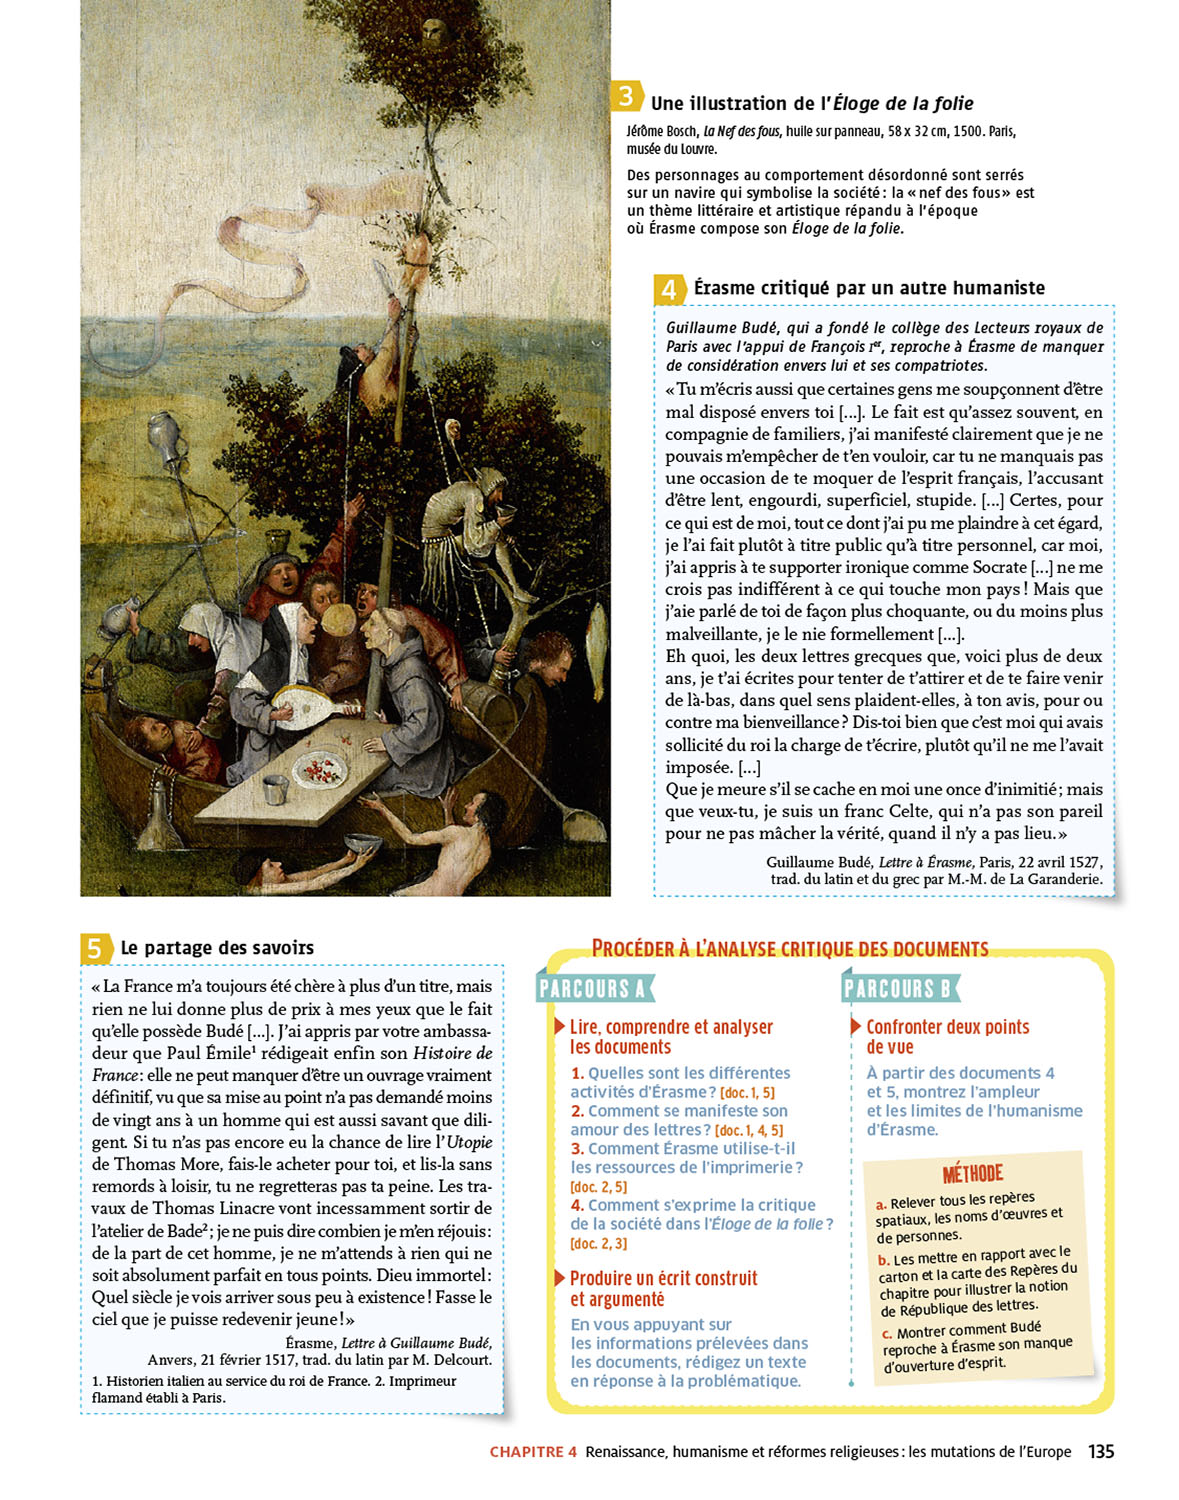 3 Une illustration de l'Éloge de la folie
Jérôme Bosch, La Nef des fous, huile sur panneau, 58 x 32 cm, 1500. Paris,
musée du Louvre.
Des personnages au comportement désordonné sont serrés
sur un navire qui symbolise la société : la « nef des fous » est
un thème littéraire et artistique répandu à l'époque
où Érasme compose son Éloge de la folie.
4 Érasme critiqué par un autre humaniste
Guillaume Budé, qui a fondé le collège des Lecteurs royaux de
Paris avec l'appui de François Ier, reproche à Érasme de manquer
de considération envers lui et ses compatriotes.
« Tu m'écris aussi que certaines gens me soupçonnent d'être
mal disposé envers toi [...]. Le fait est qu'assez souvent, en
compagnie de familiers, j'ai manifesté clairement que je ne
pouvais m'empêcher de t'en vouloir, car tu ne manquais pas
une occasion de te moquer de l'esprit français, l'accusant
d'être lent, engourdi, superficiel, stupide. [...] Certes, pour
ce qui est de moi, tout ce dont j'ai pu me plaindre à cet égard,
je l'ai fait plutôt à titre public qu'à titre personnel, car moi,
j'ai appris à te supporter ironique comme Socrate [...] ne me
crois pas indifférent à ce qui touche mon pays ! Mais que
j'aie parlé de toi de façon plus choquante, ou du moins plus
malveillante, je le nie formellement [...].
Eh quoi, les deux lettres grecques que, voici plus de deux
ans, je t'ai écrites pour tenter de t'attirer et de te faire venir
de là-bas, dans quel sens plaident-elles, à ton avis, pour ou
contre ma bienveillance ? Dis-toi bien que c'est moi qui avais
sollicité du roi la charge de t'écrire, plutôt qu'il ne me l'avait
imposée. [...]
Que je meure s'il se cache en moi une once d'inimitié ; mais
que veux-tu, je suis un franc Celte, qui n'a pas son pareil
pour ne pas mâcher la vérité, quand il n'y a pas lieu. »
Guillaume Budé, Lettre à Érasme, Paris, 22 avril 1527,
trad. du latin et du grec par M.-M. de La Garanderie.
5 Le partage des savoirs
« La France m'a toujours été chère à plus d'un titre, mais
rien ne lui donne plus de prix à mes yeux que le fait
qu'elle possède Budé [...]. J'ai appris par votre ambassa-
deur que Paul Émile¹ rédigeait enfin son Histoire de
France : elle ne peut manquer d'être un ouvrage vraiment
définitif, vu que sa mise au point n'a pas demandé moins
de vingt ans à un homme qui est aussi savant que dili-
gent. Si tu n'as pas encore eu la chance de lire l'Utopie
de Thomas More, fais-le acheter pour toi, et lis-la sans
remords à loisir, tu ne regretteras pas ta peine. Les tra-
vaux de Thomas Linacre vont incessamment sortir de
l'atelier de Bade² ; je ne puis dire combien je m'en réjouis :
de la part de cet homme, je ne m'attends à rien qui ne
soit absolument parfait en tous points. Dieu immortel :
Quel siècle je vois arriver sous peu à existence ! Fasse le
ciel que je puisse redevenir jeune ! »
Érasme, Lettre à Guillaume Budé,
Anvers, 21 février 1517, trad. du latin par M. Delcourt.
1. Historien italien au service du roi de France. 2. Imprimeur
flamand établi à Paris.
PROCÉDER À L'ANALYSE CRITIQUE DES DOCUMENTS
PARCOURS A
Lire, comprendre et analyser
les documents
1. Quelles sont les différentes
activités d'Érasme ? [doc. 1, 5]
2. Comment se manifeste son
amour des lettres ? [doc. 1, 4, 5]
3. Comment Érasme utilise-t-il
les ressources de l'imprimerie ?
[doc. 2, 5]
4. Comment s'exprime la critique
de la société dans l'Éloge de la folie ?
[doc. 2, 3]
Produire un écrit construit
et argumenté
En vous appuyant sur
les informations prélevées dans
les documents, rédigez un texte
en réponse à la problématique.
PARCOURS B
Confronter deux points
de vue
À partir des documents 4
et 5, montrez l'ampleur
et les limites de l'humanisme
d'Érasme.
MÉTHODE
a. Relever tous les repères
spatiaux, les noms d'œuvres et
de personnes.
b. Les mettre en rapport avec le
carton et la carte des Repères du
chapitre pour illustrer la notion
de République des lettres.
c. Montrer comment Budé
reproche à Érasme son manque
d'ouverture d'esprit.
CHAPITRE 4 Renaissance, humanisme et réformes religieuses : les mutations de l'Europe 135